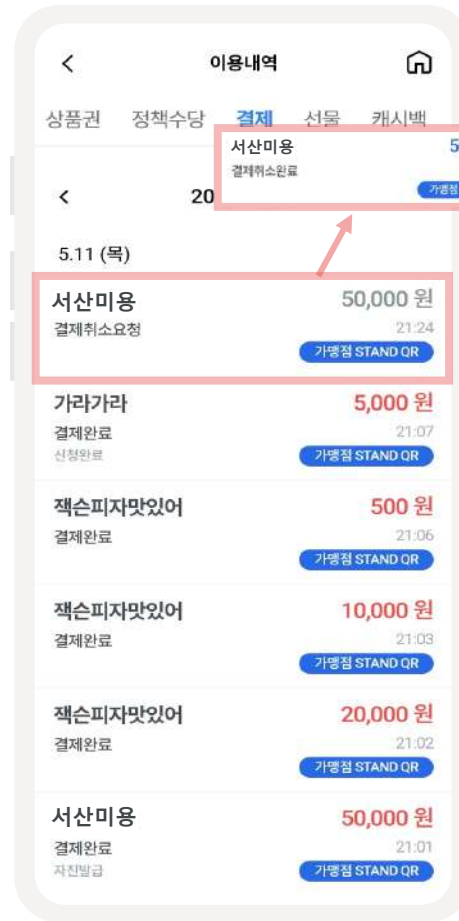 이용내역
상품권 정책수당 결제 선물 캐시백
서산미용 5
결제취소완료
가맹점
20
5.11 (목)
서산미용 50,000 원
결제취소요청 21:24
가맹점 STAND QR
가라가라 5,000 원
결제완료 21:07
신청완료 가맹점 STAND QR
잭슨피자맛있어 500 원
결제완료 21:06
가맹점 STAND QR
잭슨피자맛있어 10,000 원
결제완료 21:03
가맹점 STAND QR
잭슨피자맛있어 20,000 원
결제완료 21:02
가맹점 STAND QR
서산미용 50,000 원
결제완료 21:01
자진발급 가맹점 STAND QR